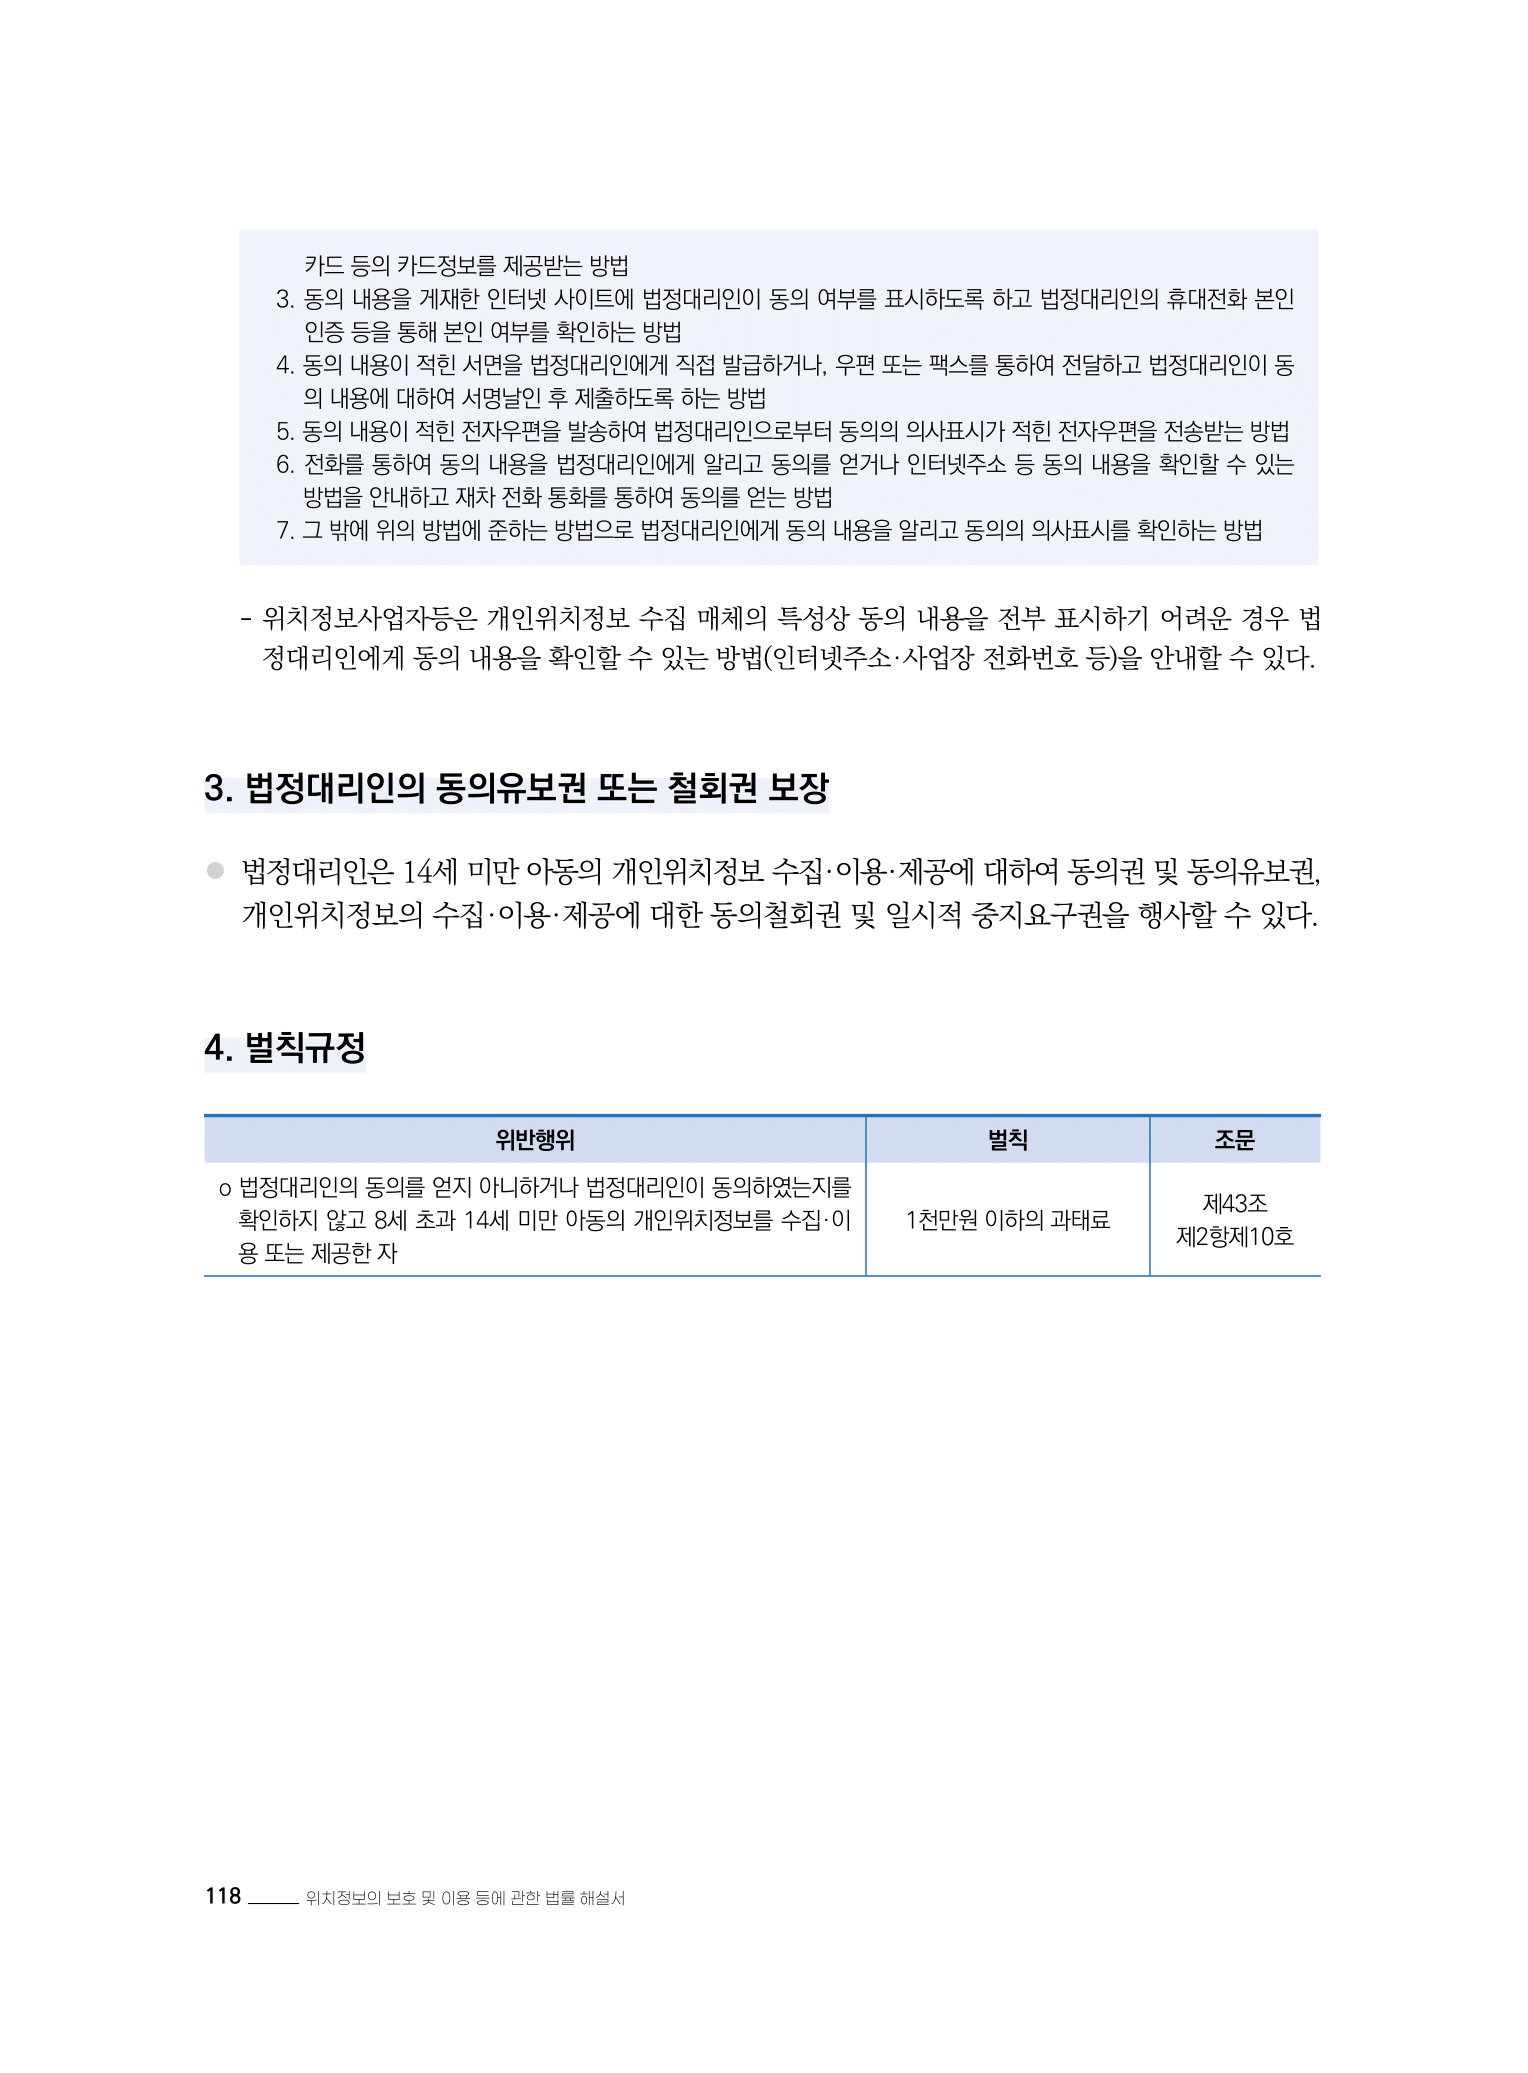 카드 등의 카드정보를 제공받는 방법
3. 동의 내용을 게재한 인터넷 사이트에 법정대리인이 동의 여부를 표시하도록 하고 법정대리인의 휴대전화 본인
인증 등을 통해 본인 여부를 확인하는 방법
4. 동의 내용이 적힌 서면을 법정대리인에게 직접 발급하거나, 우편 또는 팩스를 통하여 전달하고 법정대리인이 동
의 내용에 대하여 서명날인 후 제출하도록 하는 방법
5. 동의 내용이 적힌 전자우편을 발송하여 법정대리인으로부터 동의의 의사표시가 적힌 전자우편을 전송받는 방법
6. 전화를 통하여 동의 내용을 법정대리인에게 알리고 동의를 얻거나 인터넷주소 등 동의 내용을 확인할 수 있는
방법을 안내하고 재차 전화 통화를 통하여 동의를 얻는 방법
7. 그 밖에 위의 방법에 준하는 방법으로 법정대리인에게 동의 내용을 알리고 동의의 의사표시를 확인하는 방법
- 위치정보사업자등은 개인위치정보 수집 매체의 특성상 동의 내용을 전부 표시하기 어려운 경우 법
정대리인에게 동의 내용을 확인할 수 있는 방법(인터넷주소·사업장 전화번호 등)을 안내할 수 있다.
3. 법정대리인의 동의유보권 또는 철회권 보장
● 법정대리인은 14세 미만 아동의 개인위치정보 수집·이용·제공에 대하여 동의권 및 동의유보권,
개인위치정보의 수집·이용·제공에 대한 동의철회권 및 일시적 중지요구권을 행사할 수 있다.
4. 벌칙규정
위반행위 벌칙 조문
o 법정대리인의 동의를 얻지 아니하거나 법정대리인이 동의하였는지를
확인하지 않고 8세 초과 14세 미만 아동의 개인위치정보를 수집·이
용 또는 제공한 자
1천만원 이하의 과태료
제43조
제2항제10호
118 위치정보의 보호 및 이용 등에 관한 법률 해설서